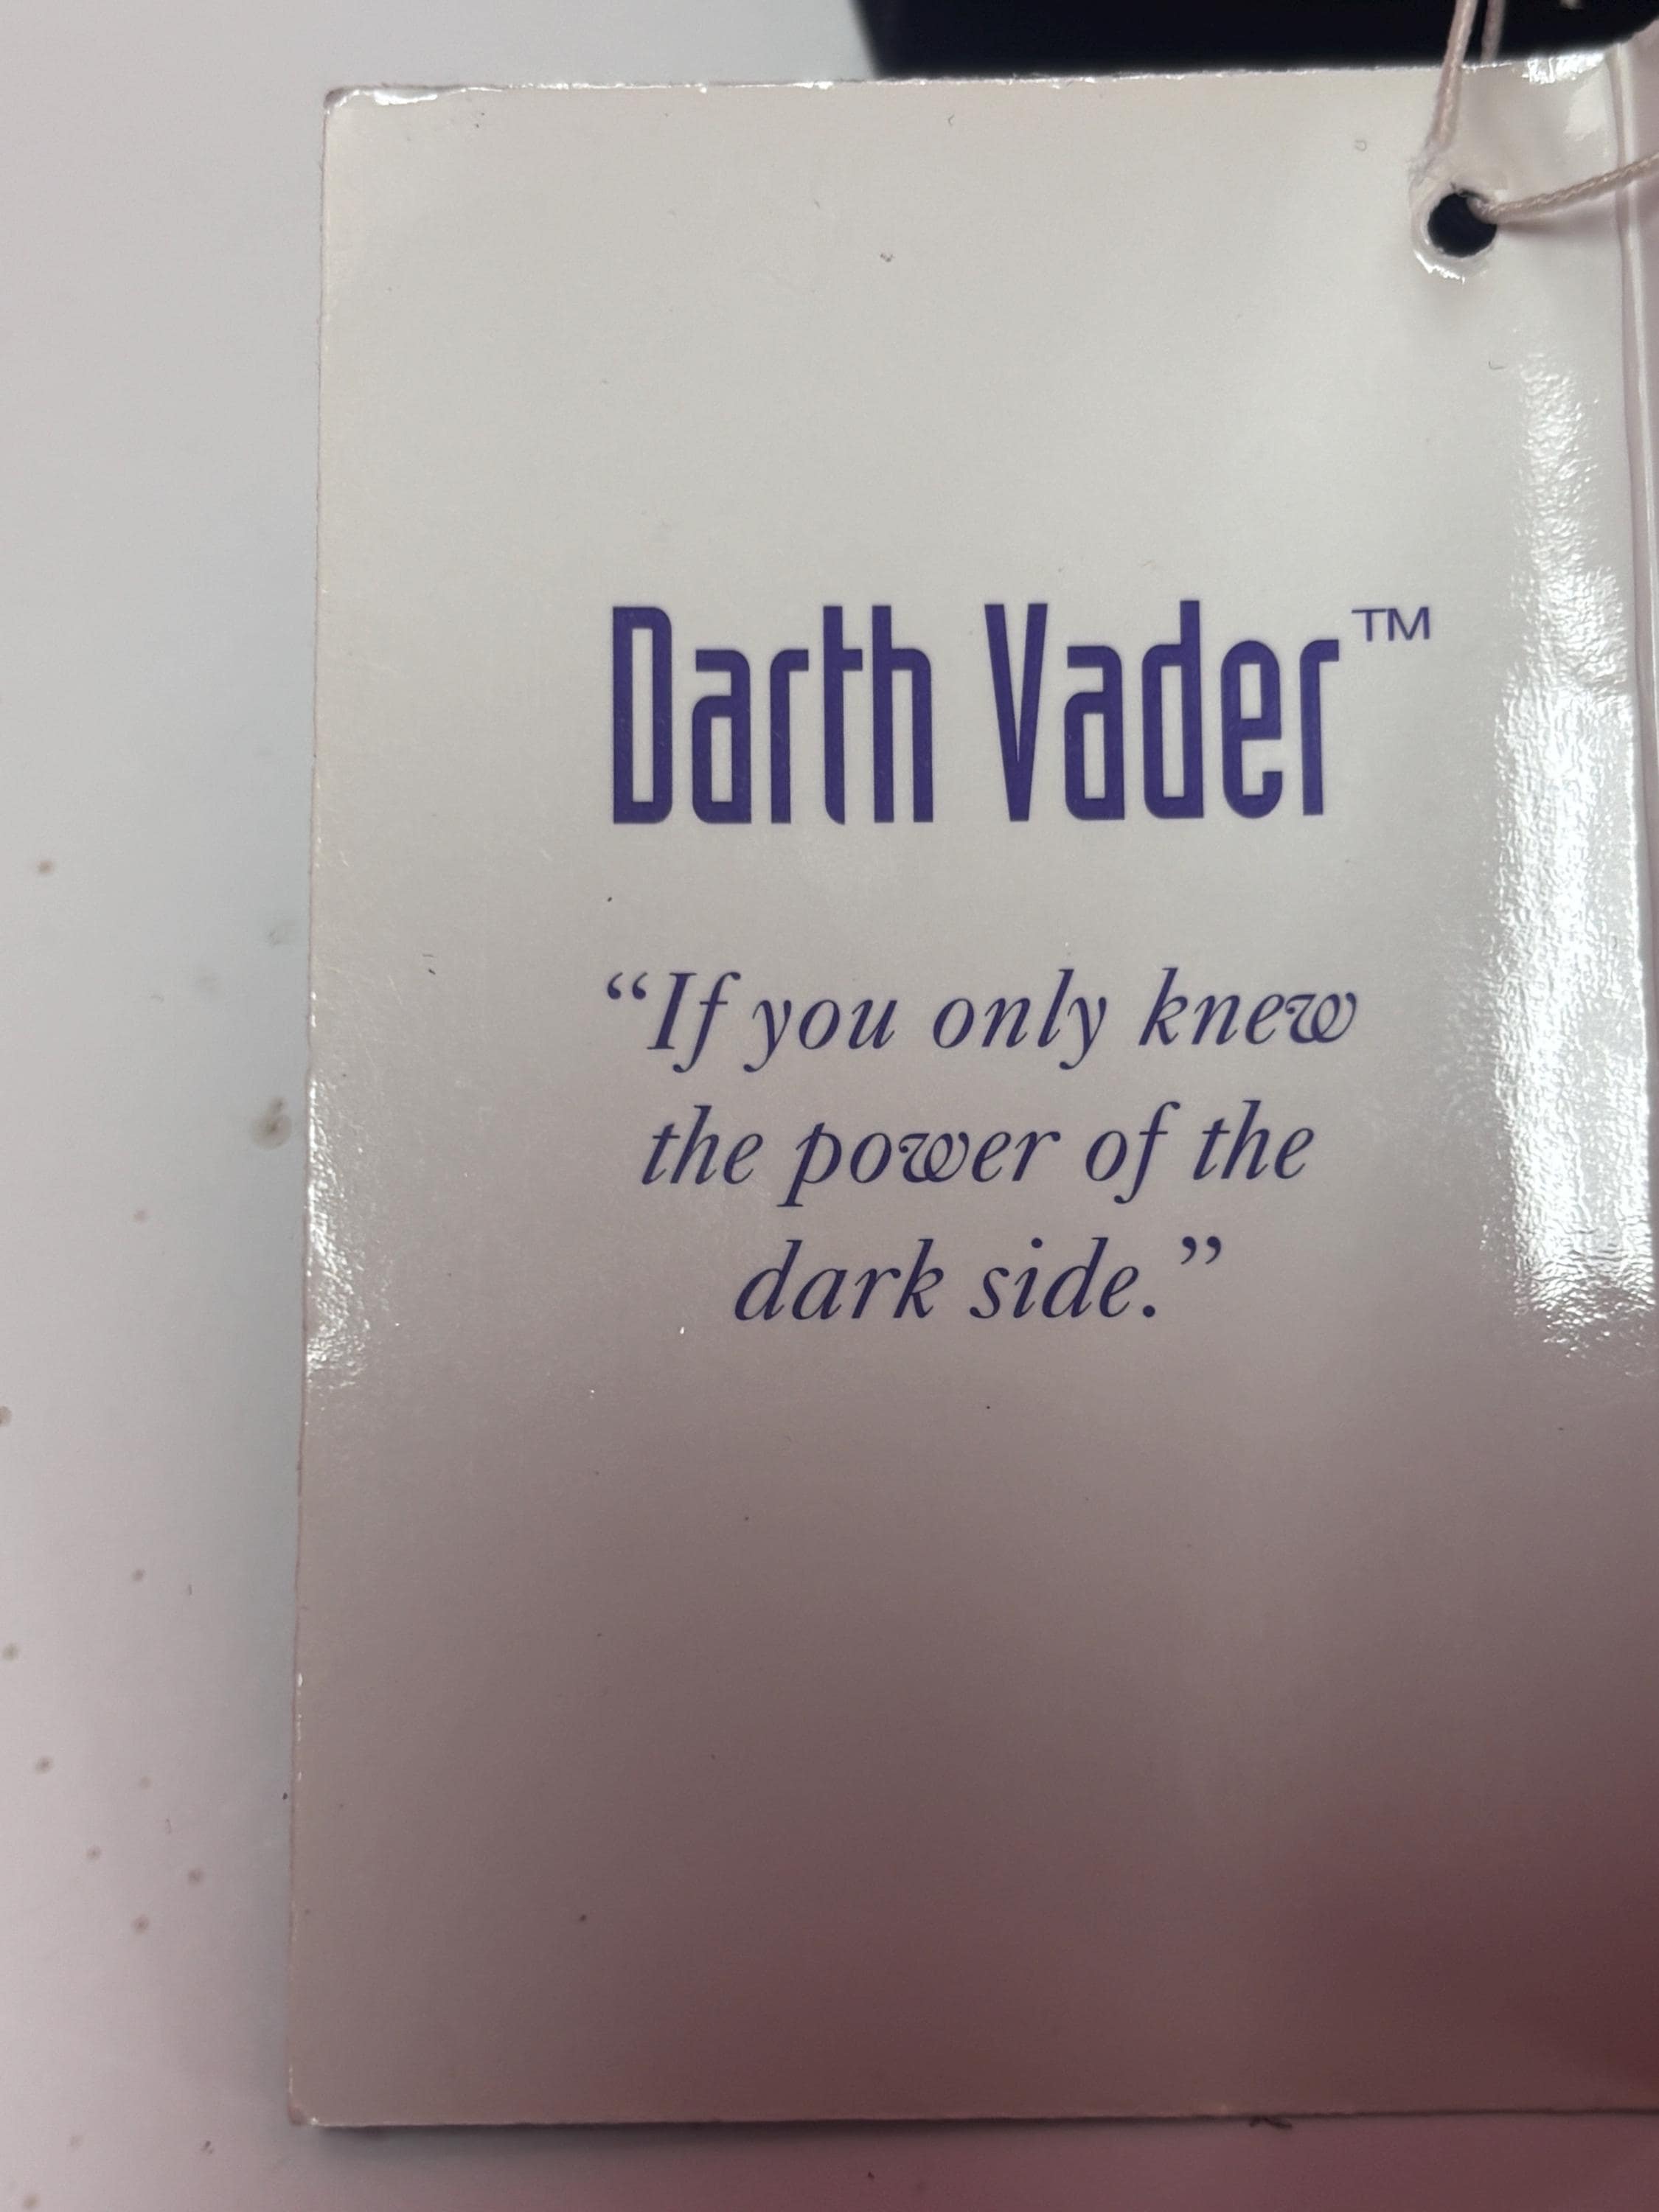 Darth Vader™
“If you only knew
the power of the
dark side.”